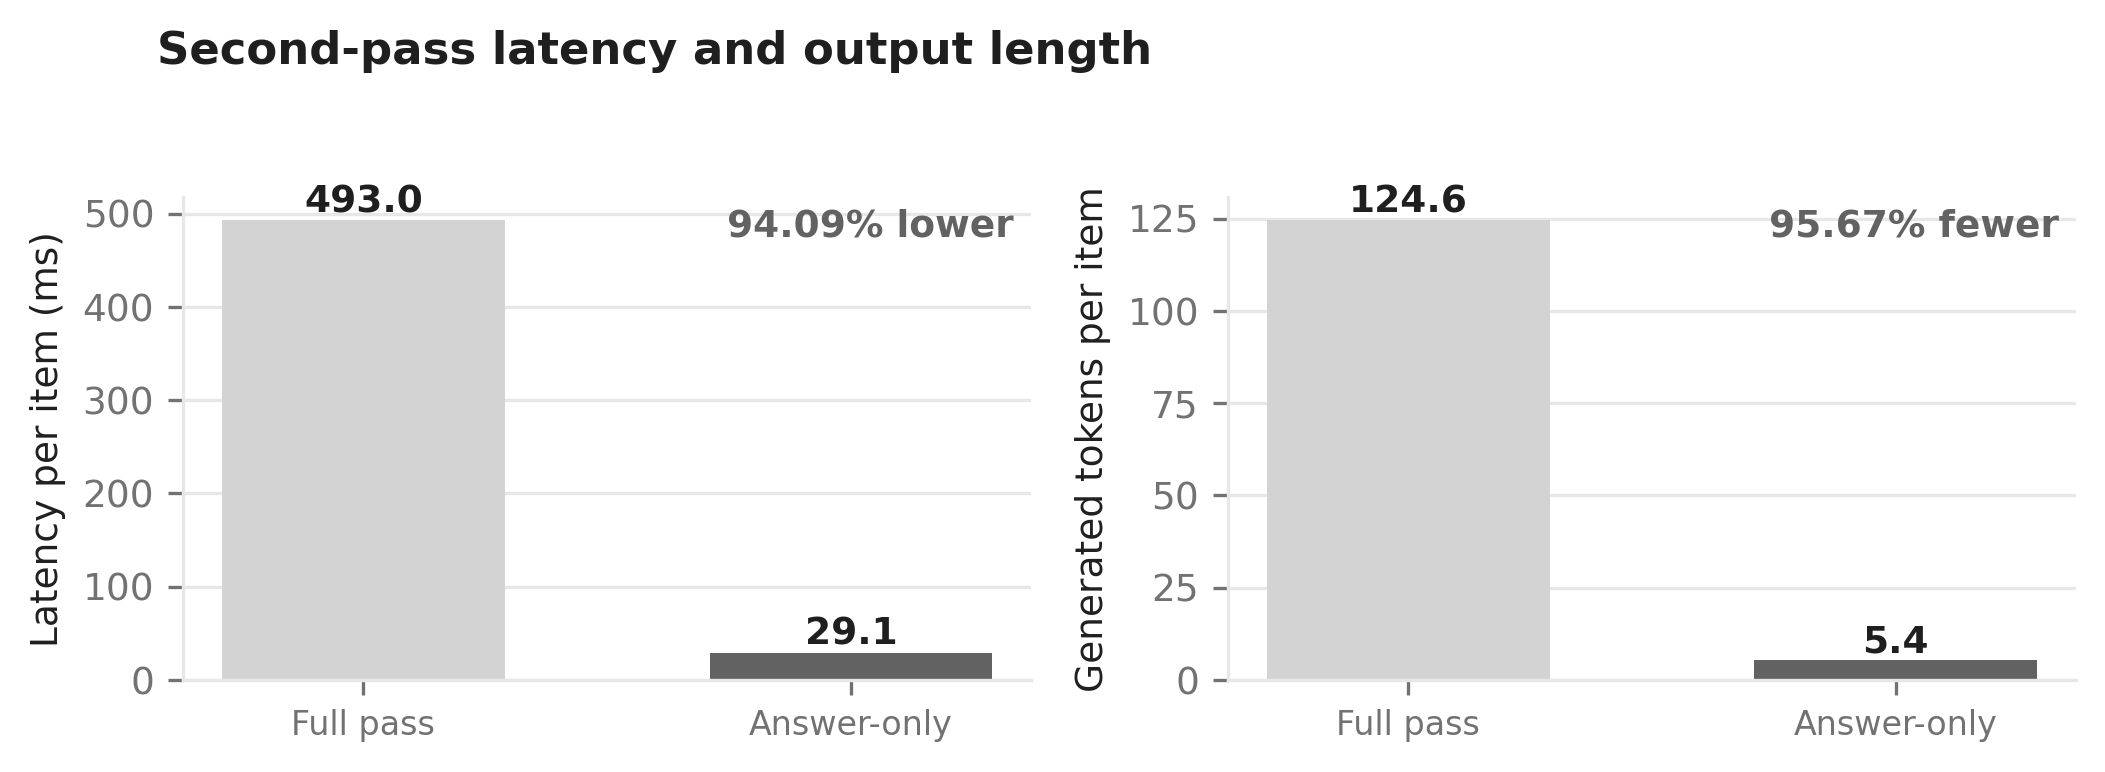 Second-pass latency and output length
Latency per item (ms)
500
400
300
200
100
0
493.0
94.09% lower
29.1
Full pass
Answer-only
Generated tokens per item
125
100
75
50
25
0
124.6
95.67% fewer
5.4
Full pass
Answer-only